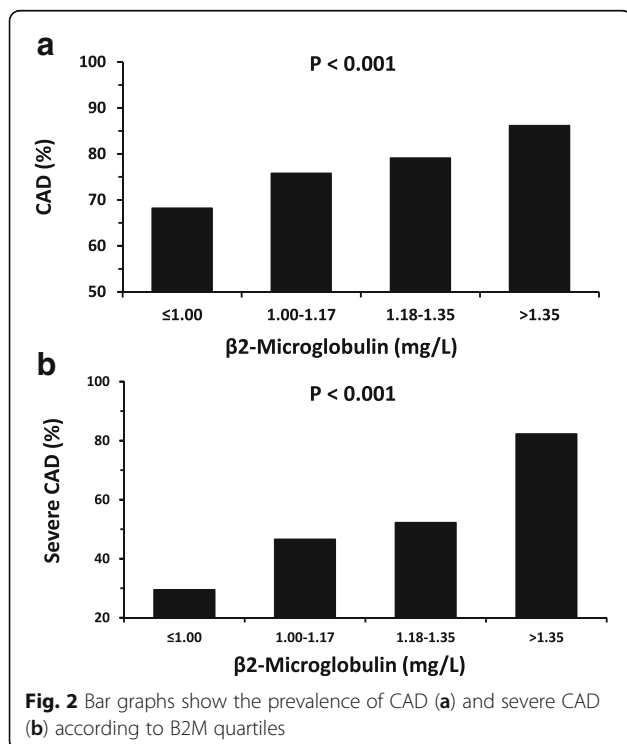 a
P < 0.001
100
90
80
70
60
50
CAD (%)
≤1.00 1.00-1.17 1.18-1.35 >1.35
β2-Microglobulin (mg/L)
b
P < 0.001
100
80
60
40
20
Severe CAD (%)
≤1.00 1.00-1.17 1.18-1.35 >1.35
β2-Microglobulin (mg/L)
Fig. 2 Bar graphs show the prevalence of CAD (a) and severe CAD
(b) according to B2M quartiles